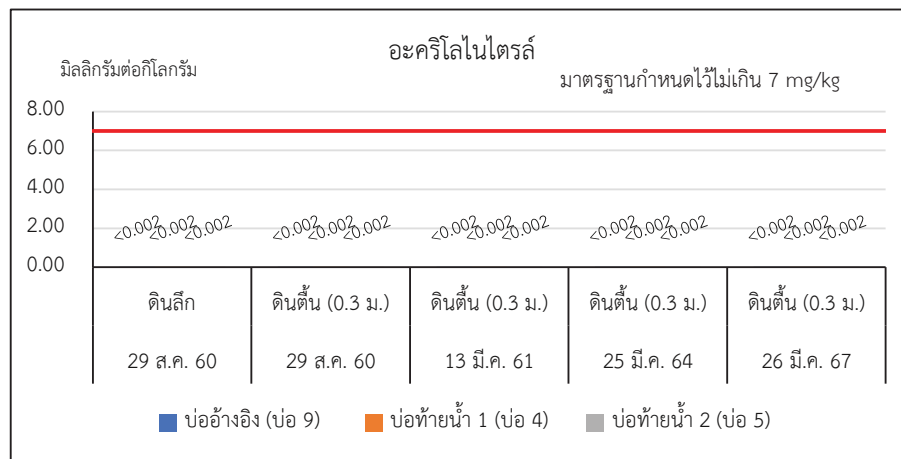 อะคริโลไนไตรล์
มิลลิกรัมต่อกิโลกรัม
มาตรฐานกำหนดไว้ไม่เกิน 7 mg/kg
8.00
6.00
4.00
2.00
0.00
<0.002 <0.002 <0.002 <0.002 <0.002 <0.002 <0.002 <0.002 <0.002 <0.002 <0.002 <0.002 <0.002 <0.002 <0.002
ดินลึก ดินตื้น (0.3 ม.) ดินตื้น (0.3 ม.) ดินตื้น (0.3 ม.) ดินตื้น (0.3 ม.)
29 ส.ค. 60 29 ส.ค. 60 13 มี.ค. 61 25 มี.ค. 64 26 มี.ค. 67
บ่ออ้างอิง (บ่อ 9) บ่อท้ายน้ำ 1 (บ่อ 4) บ่อท้ายน้ำ 2 (บ่อ 5)